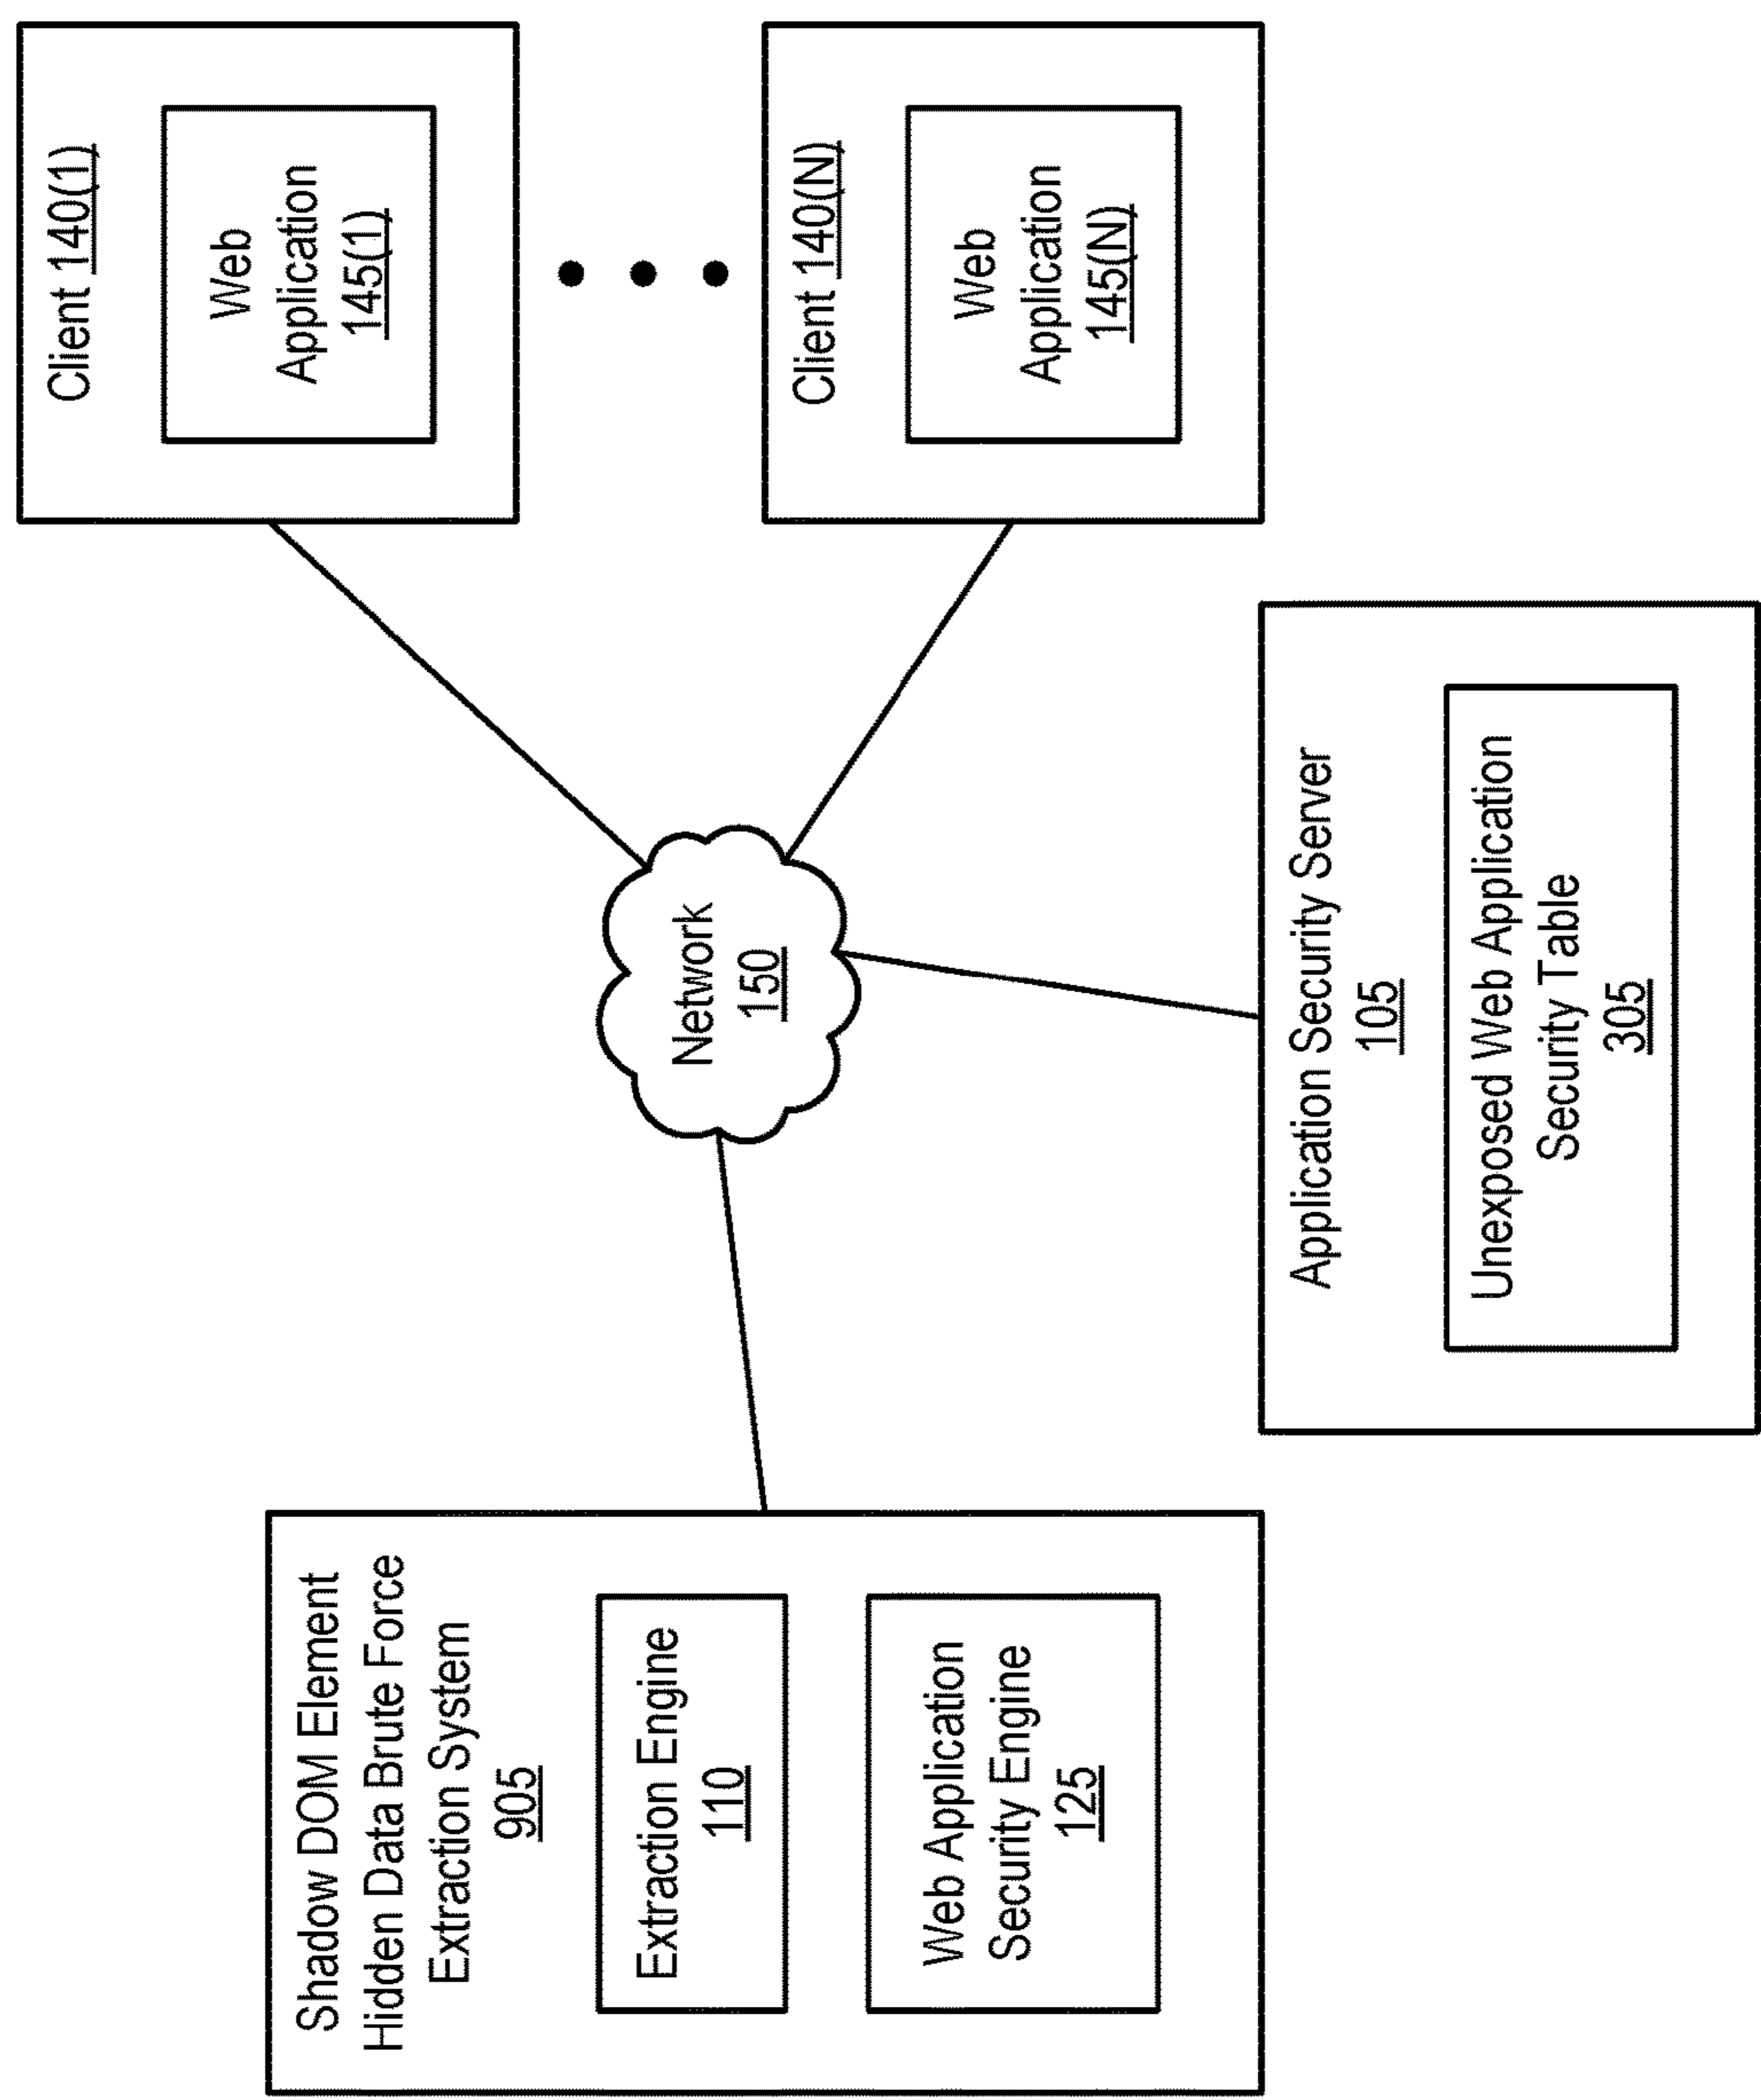 Shadow DOM Element
Hidden Data Brute Force
Extraction System
905
Extraction Engine
110
Web Application
Security Engine
125
Network
150
Application Security Server
105
Unexposed Web Application
Security Table
305
Client 140(1)
Web
Application
145(1)
Client 140(N)
Web
Application
145(N)